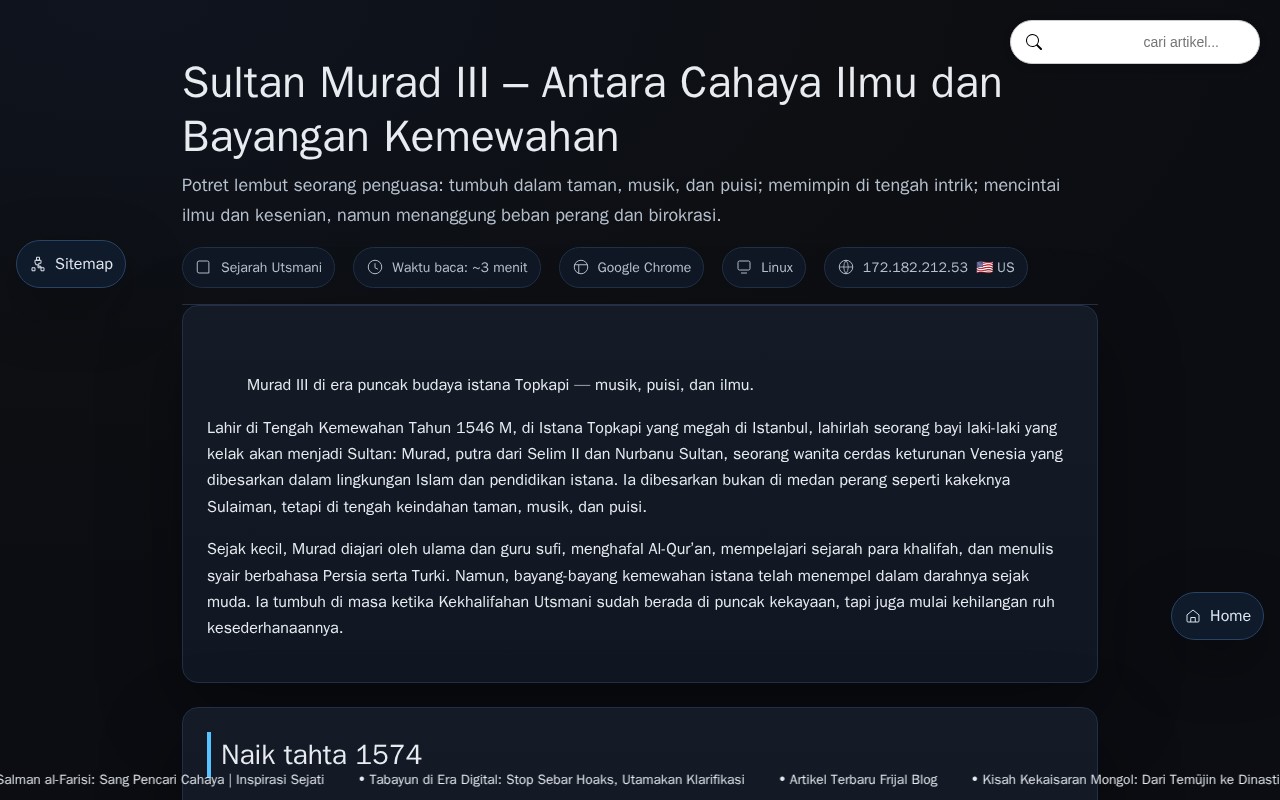 cari artikel...
Sultan Murad III — Antara Cahaya Ilmu dan
Bayangan Kemewahan
Potret lembut seorang penguasa: tumbuh dalam taman, musik, dan puisi; memimpin di tengah intrik; mencintai
ilmu dan kesenian, namun menanggung beban perang dan birokrasi.
Sitemap
Sejarah Utsmani
Waktu baca: ~3 menit
Google Chrome
Linux
172.182.212.53 🇺🇸 US
Murad III di era puncak budaya istana Topkapi — musik, puisi, dan ilmu.
Lahir di Tengah Kemewahan Tahun 1546 M, di Istana Topkapi yang megah di Istanbul, lahirlah seorang bayi laki-laki yang
kelak akan menjadi Sultan: Murad, putra dari Selim II dan Nurbanu Sultan, seorang wanita cerdas keturunan Venesia yang
dibesarkan dalam lingkungan Islam dan pendidikan istana. Ia dibesarkan bukan di medan perang seperti kakeknya
Sulaiman, tetapi di tengah keindahan taman, musik, dan puisi.
Sejak kecil, Murad diajari oleh ulama dan guru sufi, menghafal Al-Qur'an, mempelajari sejarah para khalifah, dan menulis
syair berbahasa Persia serta Turki. Namun, bayang-bayang kemewahan istana telah menempel dalam darahnya sejak
muda. Ia tumbuh di masa ketika Kekhalifahan Utsmani sudah berada di puncak kekayaan, tapi juga mulai kehilangan ruh
kesederhanaannya.
Home
Naik tahta 1574
Salman al-Farisi: Sang Pencari Cahaya | Inspirasi Sejati • Tabayun di Era Digital: Stop Sebar Hoaks, Utamakan Klarifikasi • Artikel Terbaru Frijal Blog • Kisah Kekaisaran Mongol: Dari Temüjin ke Dinasti